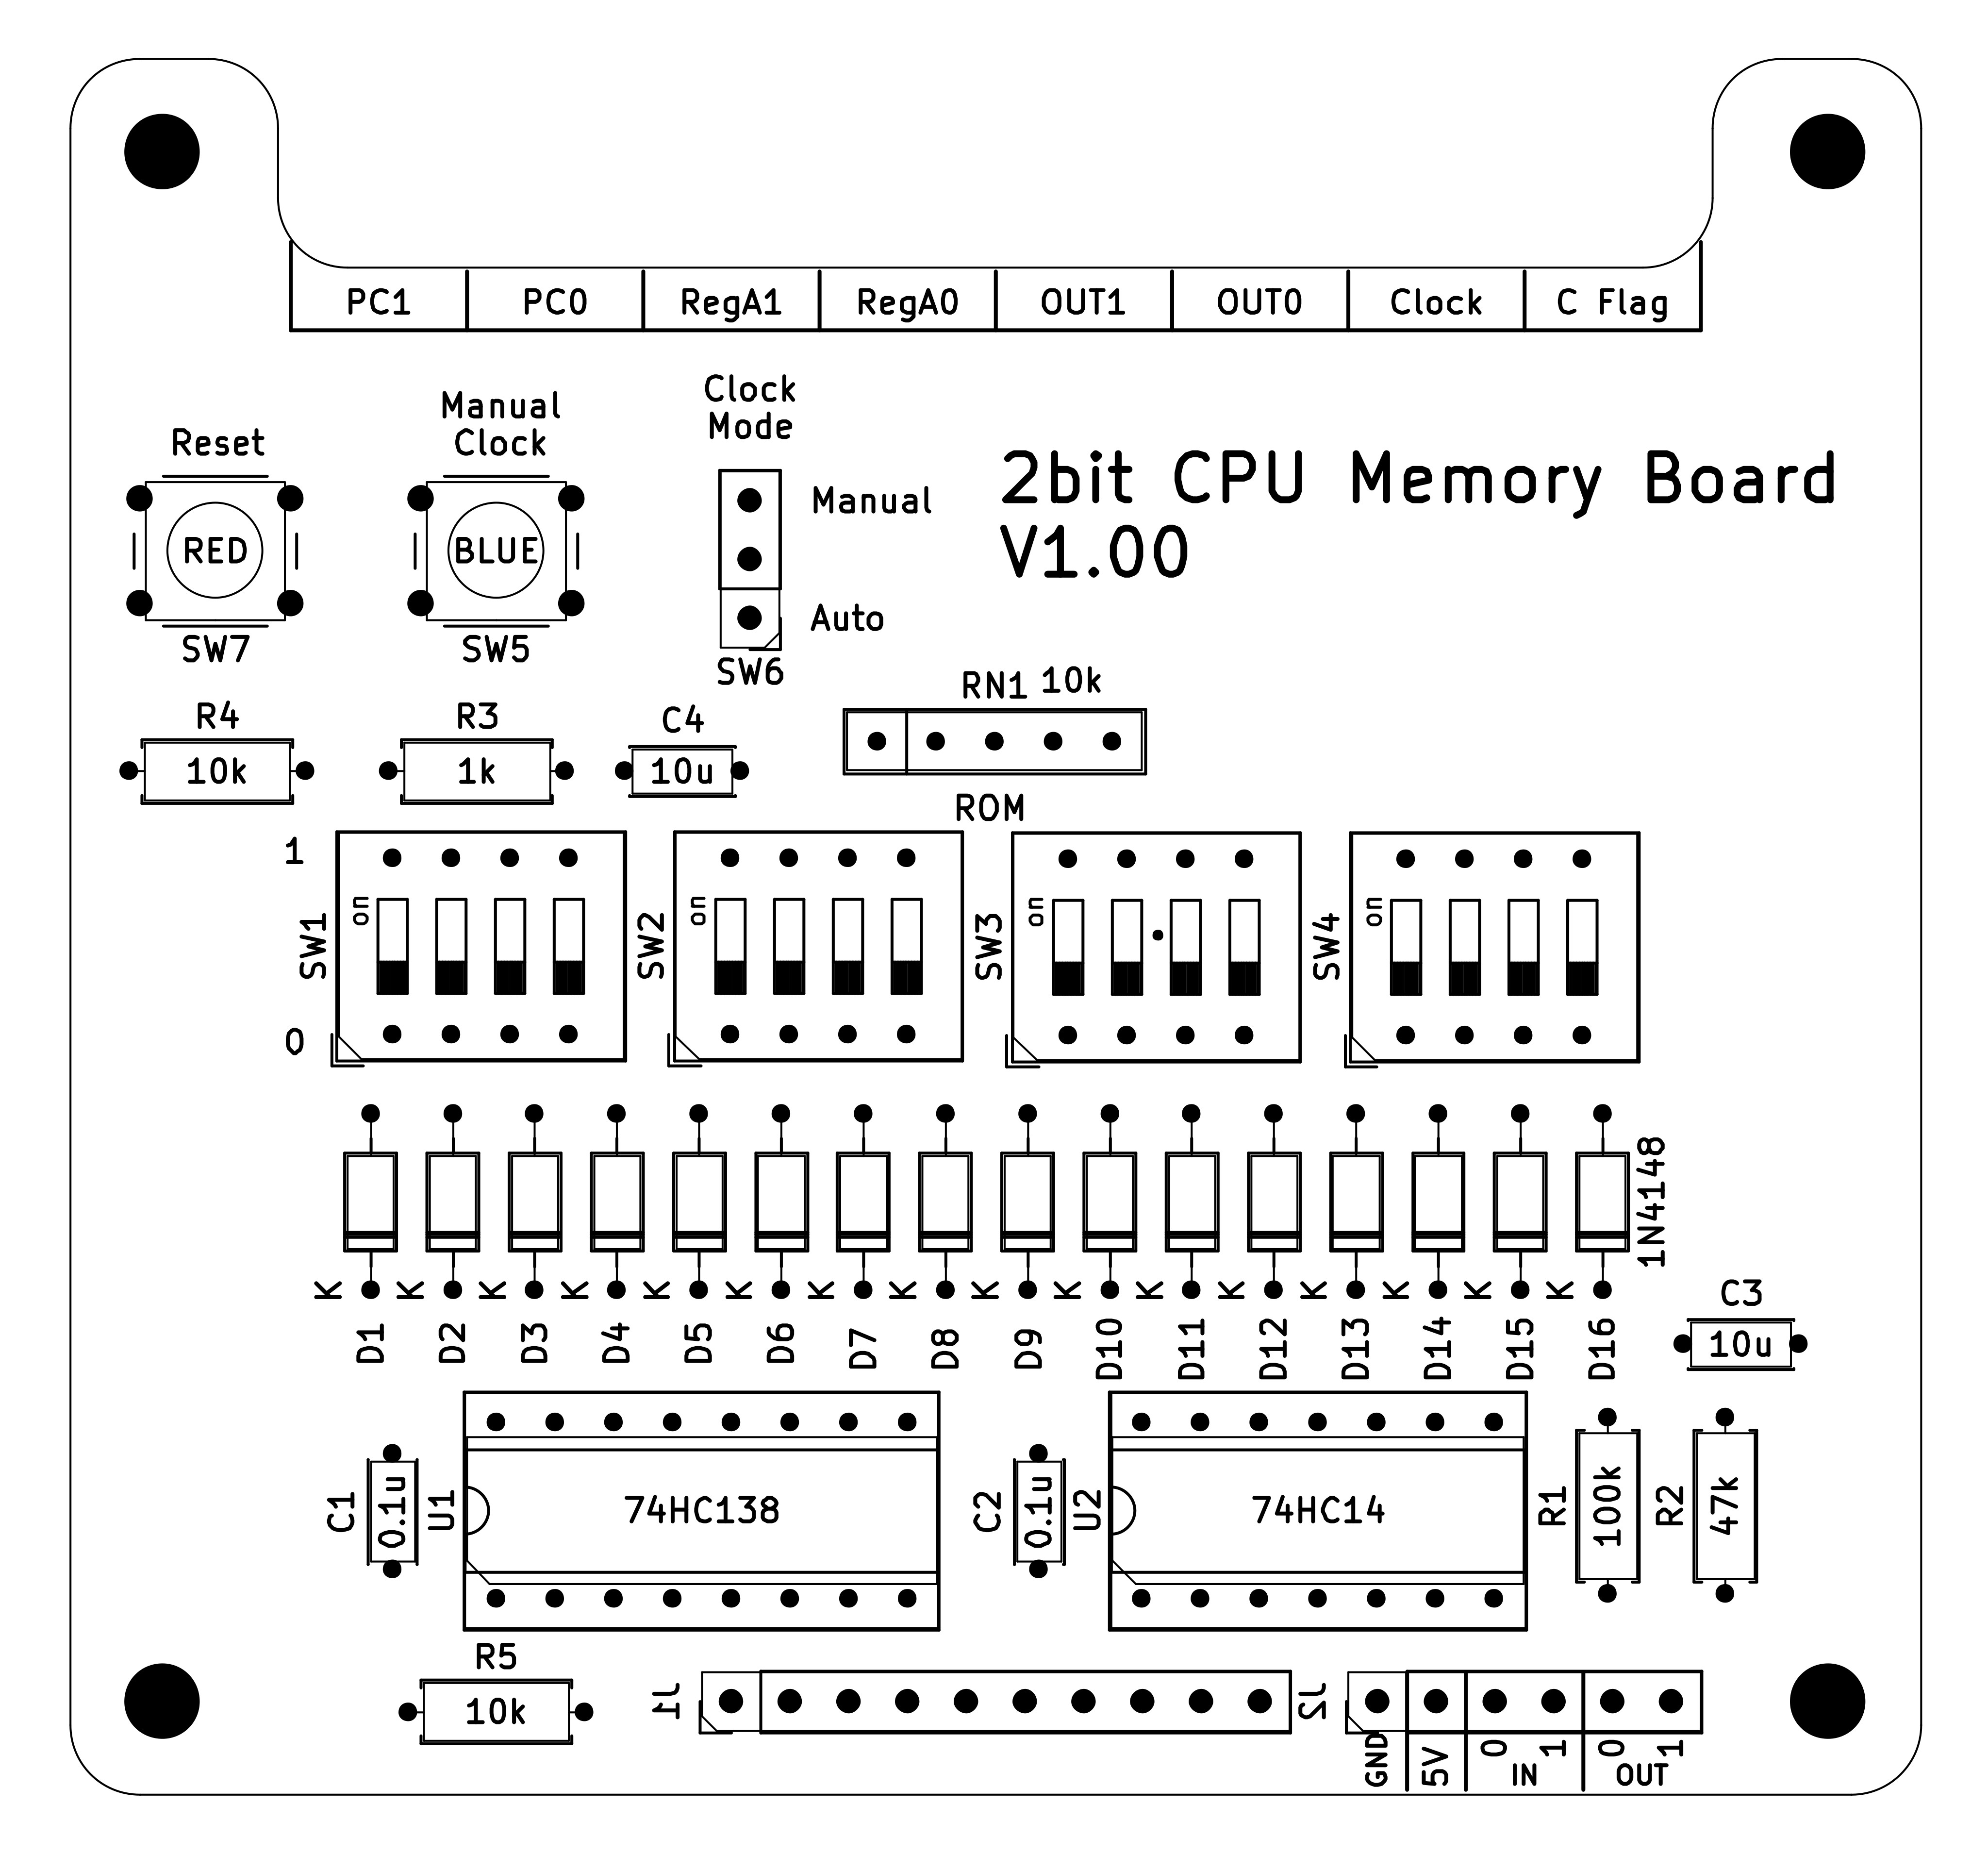 PC1 PC0 RegA1 RegA0 OUT1 OUT0 Clock C Flag
Reset
Manual
Clock
Clock
Mode
RED
SW7
BLUE
SW5
Manual
Auto
SW6
2bit CPU Memory Board
V1.00
R4
10k
R3
1k
C4
10u
RN1 10k
ROM
1
0
SW1
on
SW2
on
SW3
on
SW4
on
1N4148
K K K K K K K K K K K K K K K K
D1 D2 D3 D4 D5 D6 D7 D8 D9 D10 D11 D12 D13 D14 D15 D16
C3
10u
C1
0.1u
U1
74HC138
C2
0.1u
U2
74HC14
R1
100k
R2
47k
R5
10k
J1
J2
GND
5V
0 1
IN
0 1
OUT